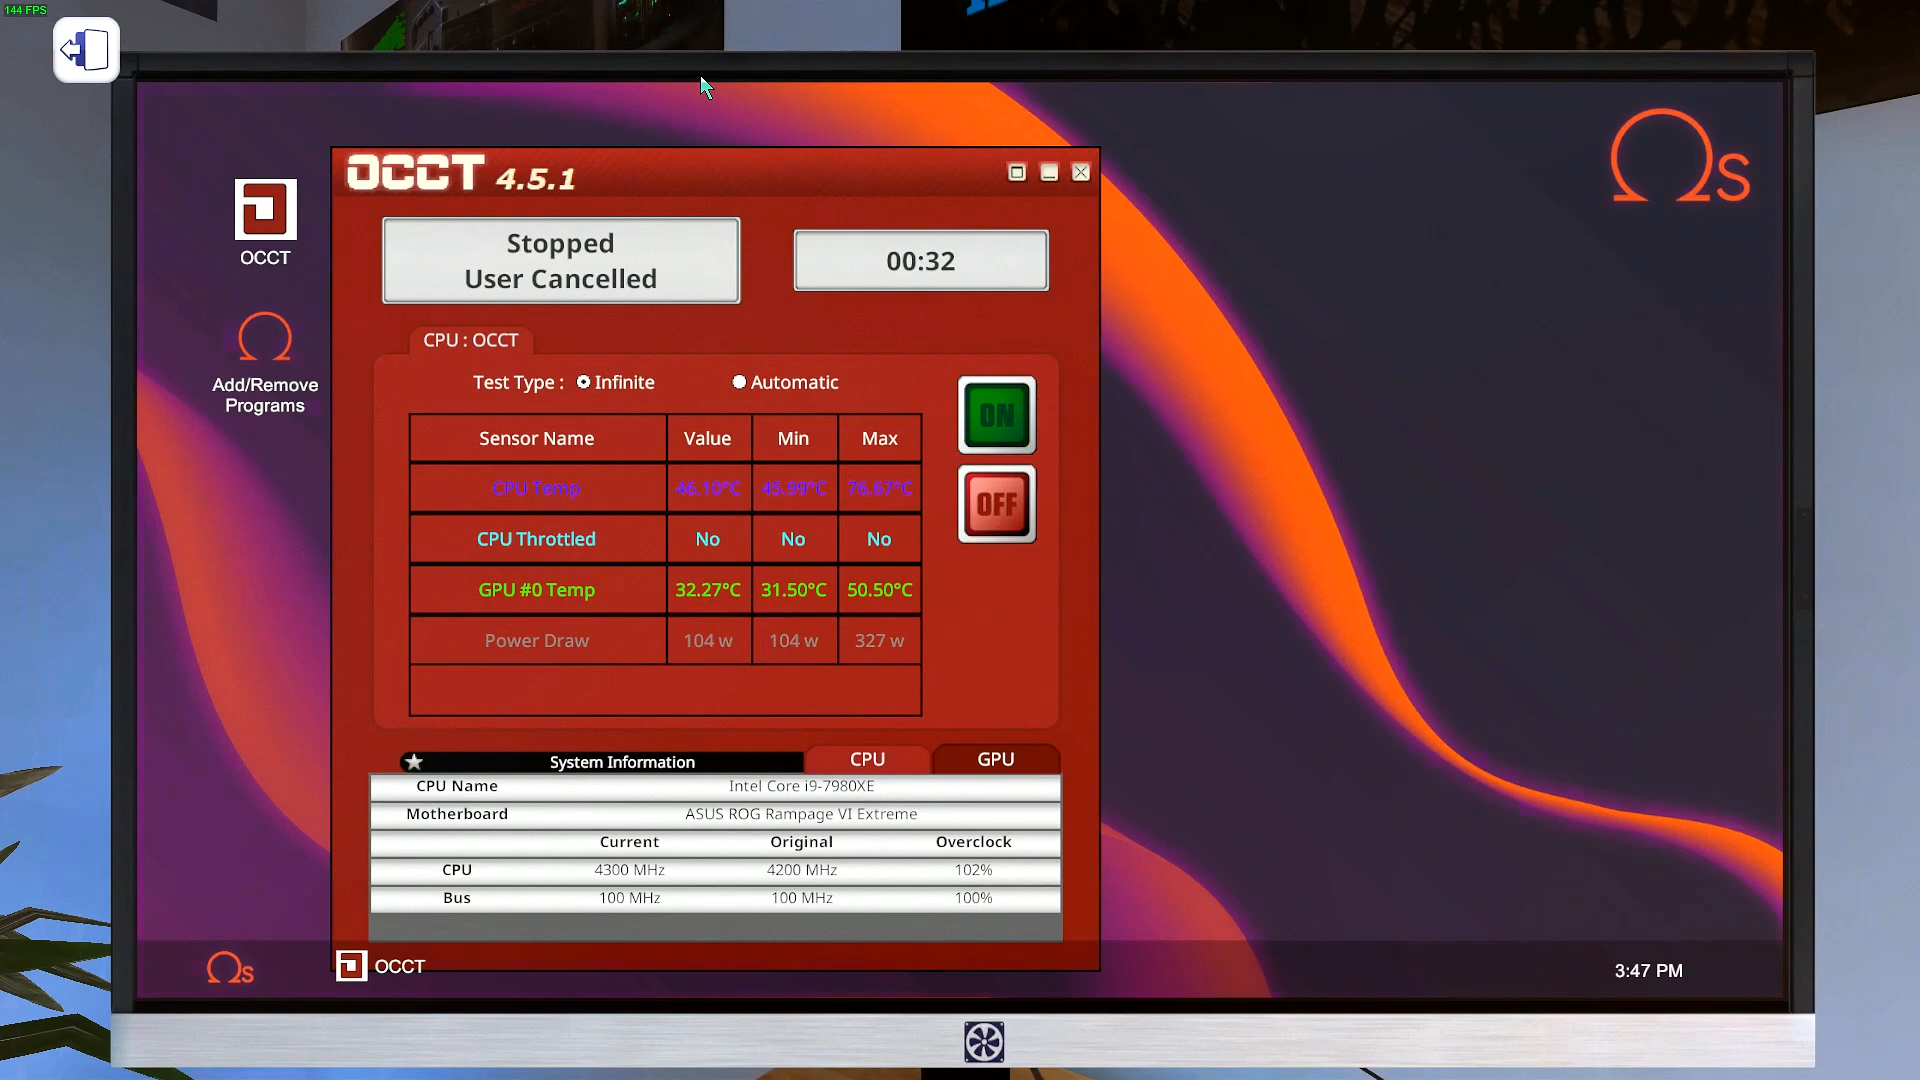 144 FPS
Ωs
OCCT 4.5.1
OCCT
Stopped
User Cancelled
00:32
Add/Remove
Programs
CPU : OCCT
Test Type : Infinite Automatic
ON
OFF
Sensor Name Value Min Max
CPU Temp 46.10°C 45.99°C 76.67°C
CPU Throttled No No No
GPU #0 Temp 32.27°C 31.50°C 50.50°C
Power Draw 104 w 104 w 327 w
System Information CPU GPU
CPU Name Intel Core i9-7980XE
Motherboard ASUS ROG Rampage VI Extreme
Current Original Overclock
CPU 4300 MHz 4200 MHz 102%
Bus 100 MHz 100 MHz 100%
Ωs OCCT 3:47 PM